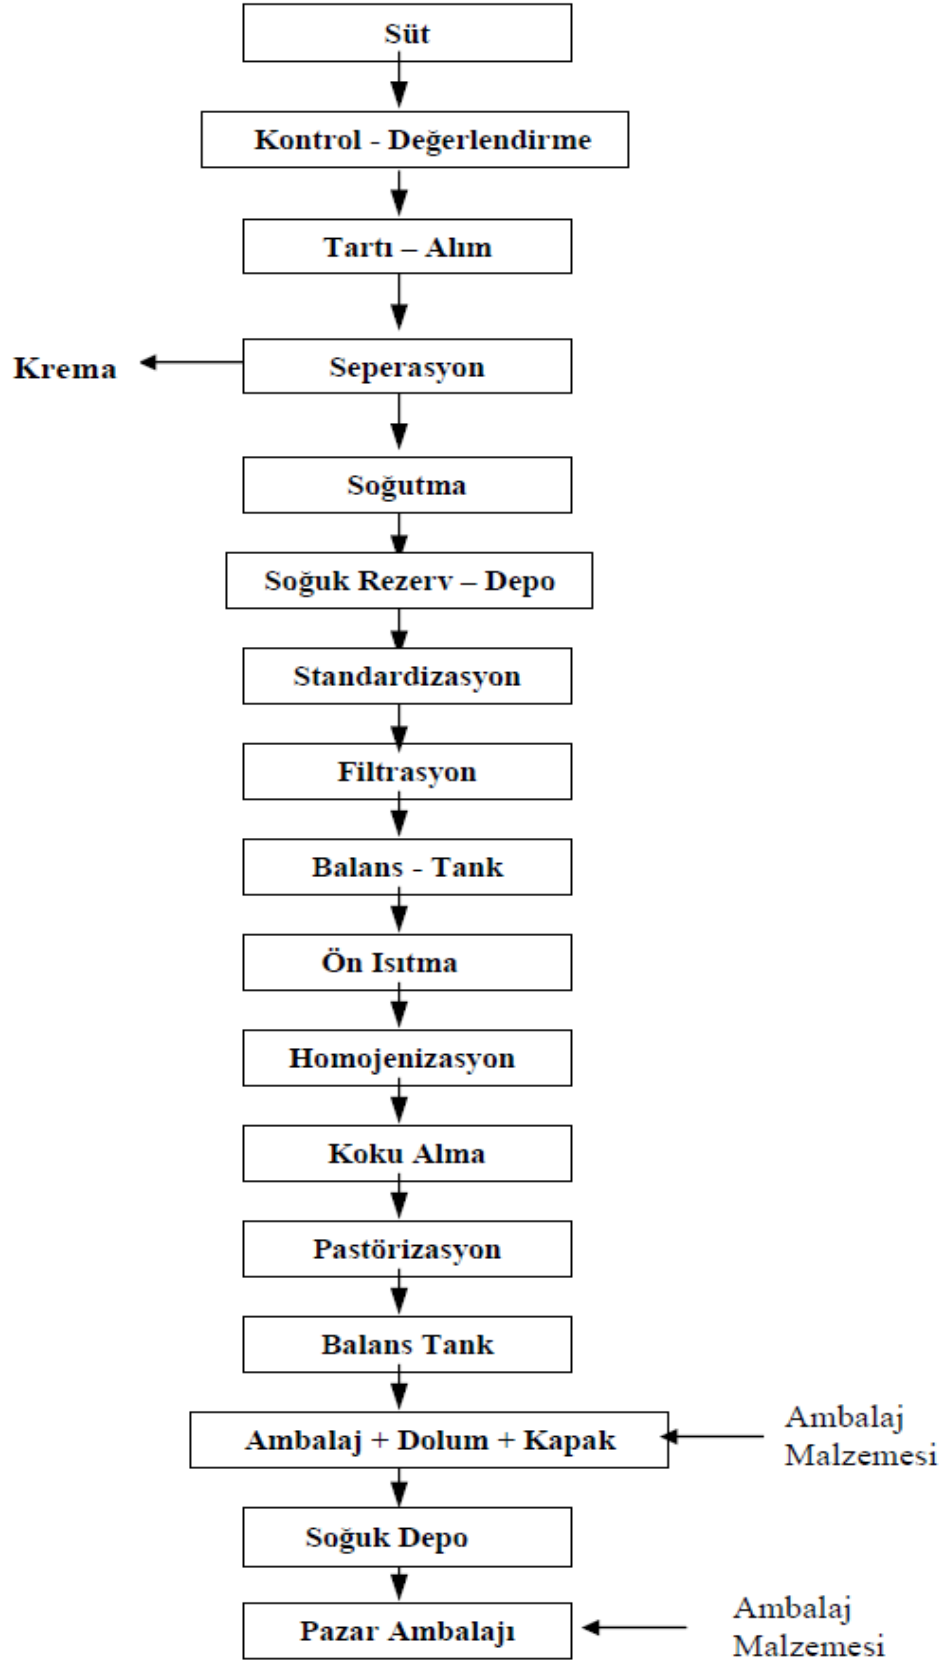 Süt
Kontrol - Değerlendirme
Tartı – Alım
Krema
Seperasyon
Soğutma
Soğuk Rezerv – Depo
Standardizasyon
Filtrasyon
Balans - Tank
Ön Isıtma
Homojenizasyon
Koku Alma
Pastörizasyon
Balans Tank
Ambalaj + Dolum + Kapak
Ambalaj
Malzemesi
Soğuk Depo
Pazar Ambalajı
Ambalaj
Malzemesi